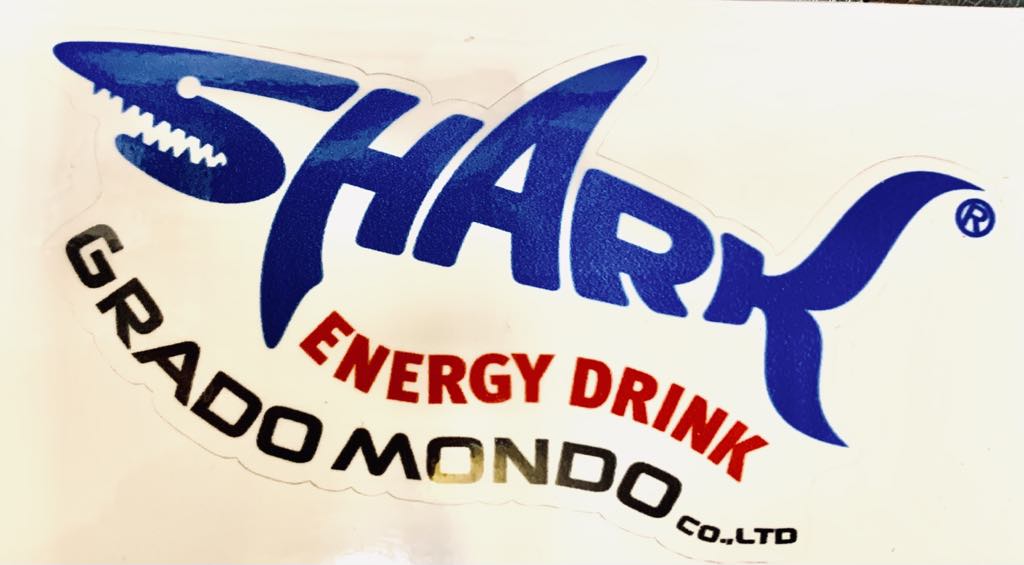 SHARK®
ENERGY DRINK
GRADO MONDO CO.,LTD